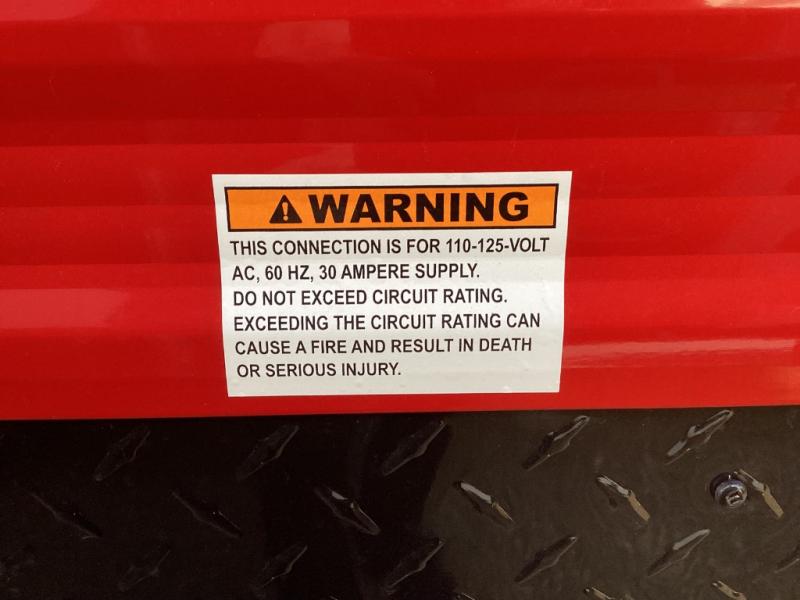 WARNING
THIS CONNECTION IS FOR 110-125-VOLT
AC, 60 HZ, 30 AMPERE SUPPLY.
DO NOT EXCEED CIRCUIT RATING.
EXCEEDING THE CIRCUIT RATING CAN
CAUSE A FIRE AND RESULT IN DEATH
OR SERIOUS INJURY.